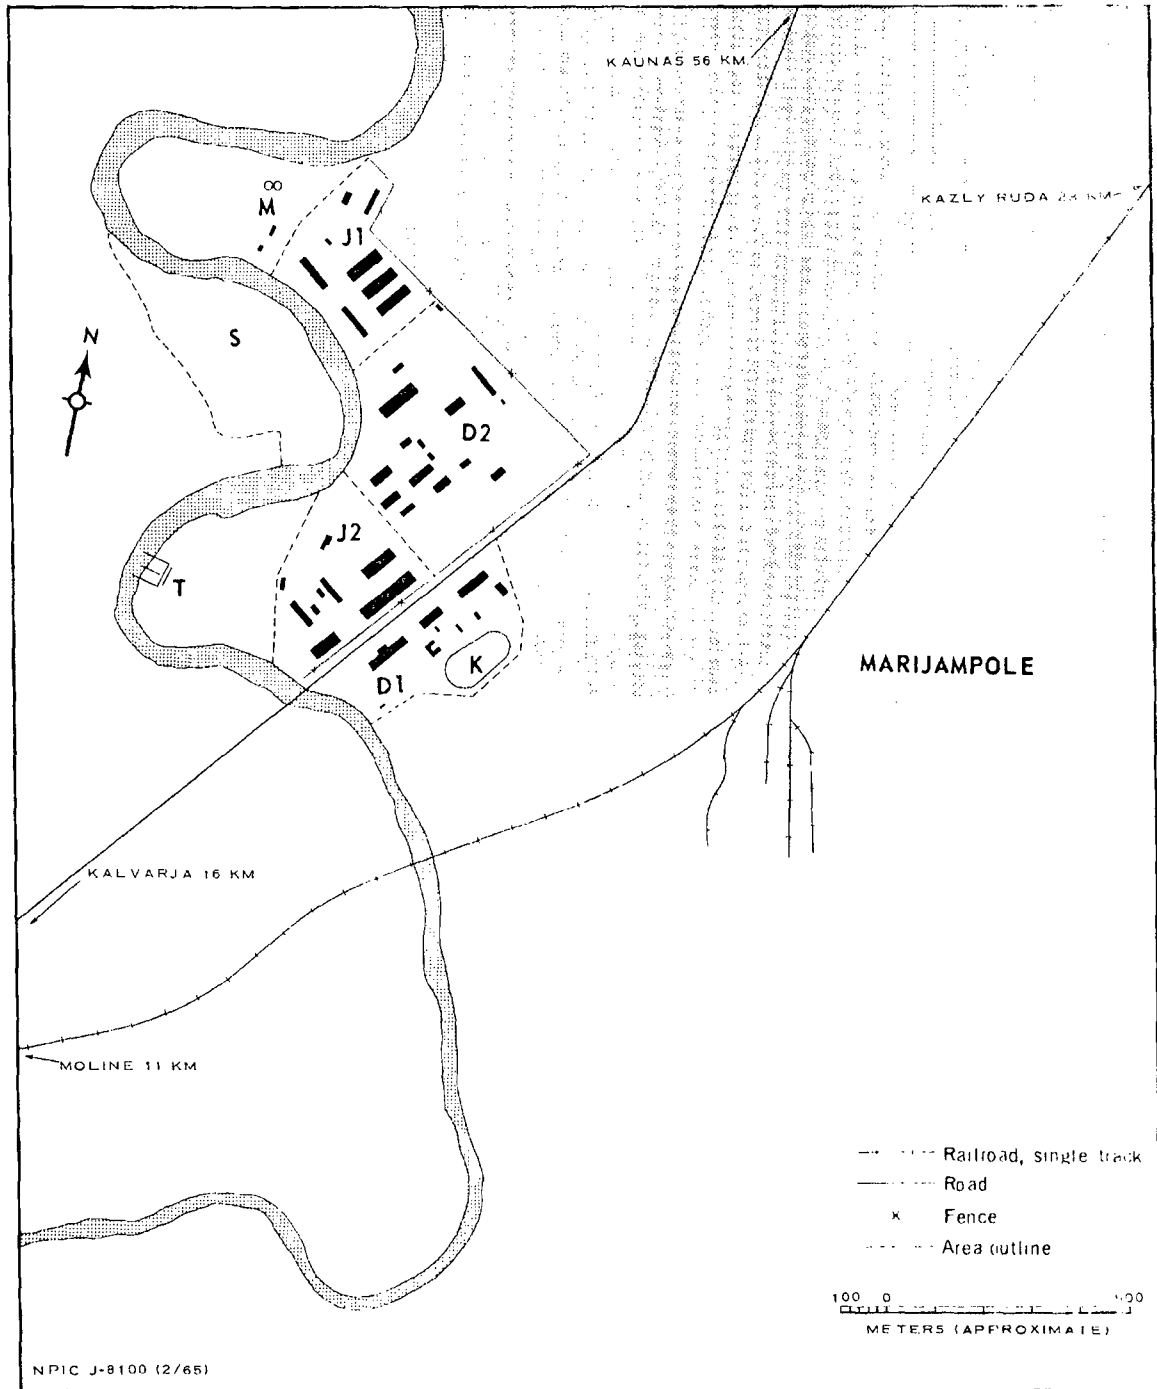 KAUNAS 56 KM
KAZLY RUDA KM
M
J1
S
N
D2
J2
T
E
K
D1
MARIJAMPOLE
KALVARJA 16 KM
MOLINE 11 KM
Railroad, single track
Road
Fence
Area outline
100 0
METERS (APPROXIMATE)
NPIC J-8100 (2/65)